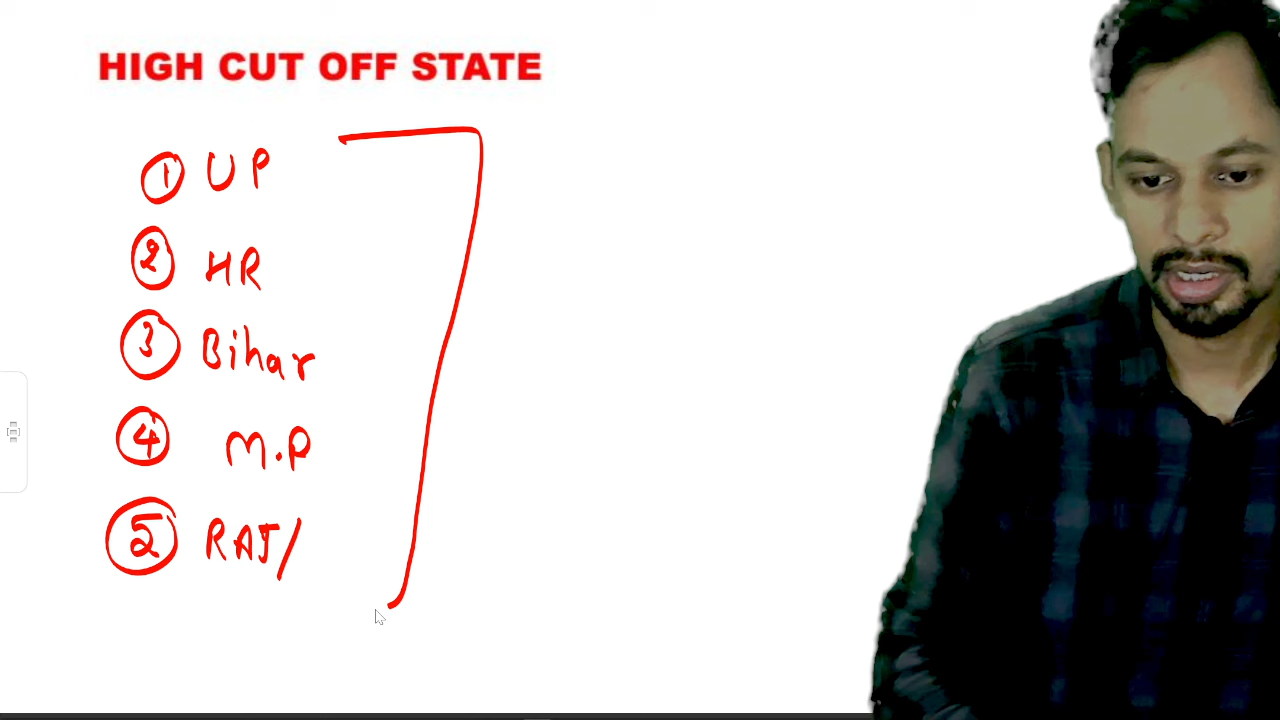 HIGH CUT OFF STATE
1 UP
2 HR
3 Bihar
4 M.P
5 RAJ/